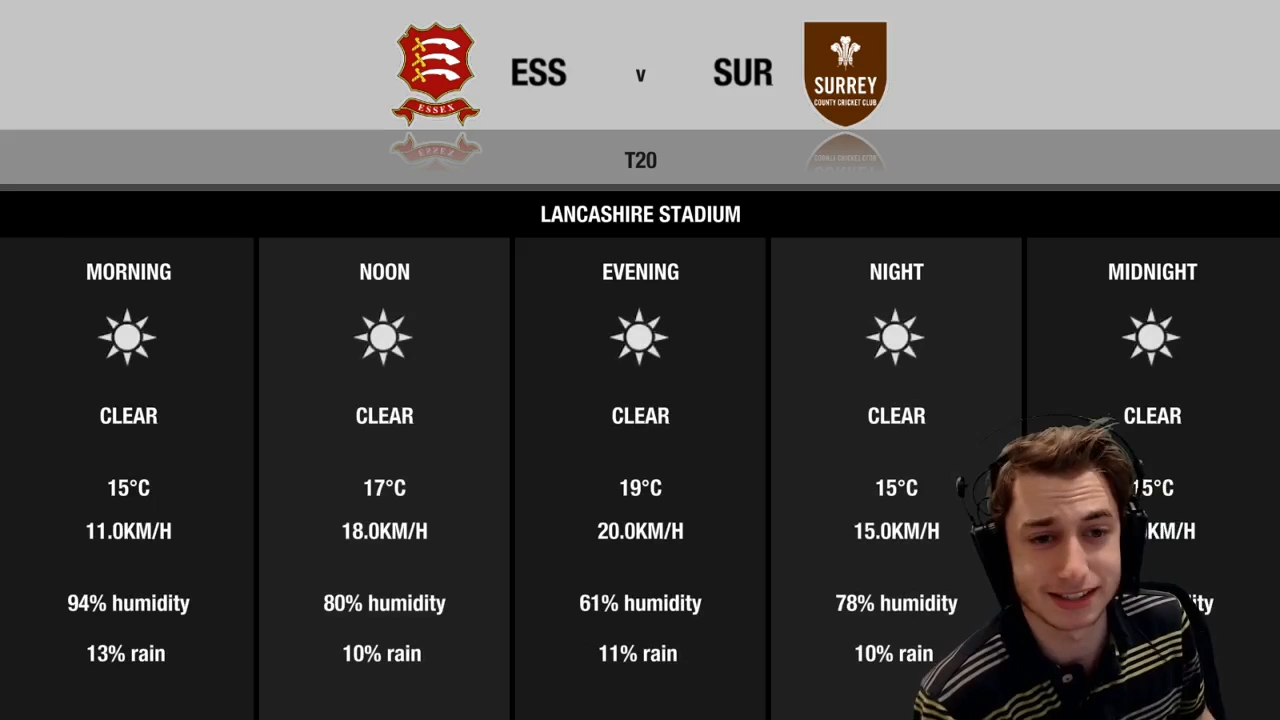 ESS v SUR
ESSEX
SURREY
COUNTY CRICKET CLUB
T20
LANCASHIRE STADIUM
MORNING NOON EVENING NIGHT MIDNIGHT
CLEAR CLEAR CLEAR CLEAR CLEAR
15°C 17°C 19°C 15°C 15°C
11.0KM/H 18.0KM/H 20.0KM/H 15.0KM/H KM/H
94% humidity 80% humidity 61% humidity 78% humidity
13% rain 10% rain 11% rain 10% rain